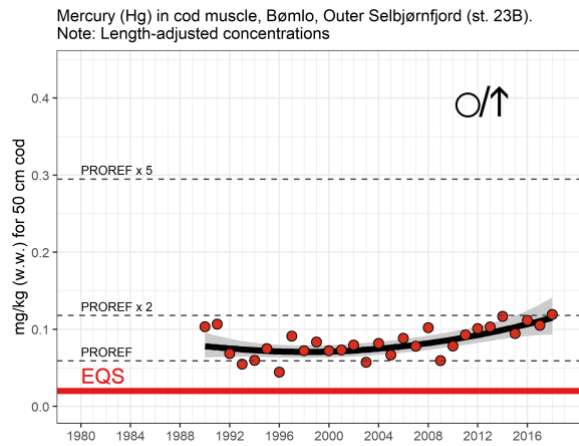 Mercury (Hg) in cod muscle, Bømlo, Outer Selbjørnfjord (st. 23B).
Note: Length-adjusted concentrations
○/↑
mg/kg (w.w.) for 50 cm cod
0.4
0.3
0.2
0.1
0.0
PROREF x 5
PROREF x 2
PROREF
EQS
1980 1984 1988 1992 1996 2000 2004 2008 2012 2016